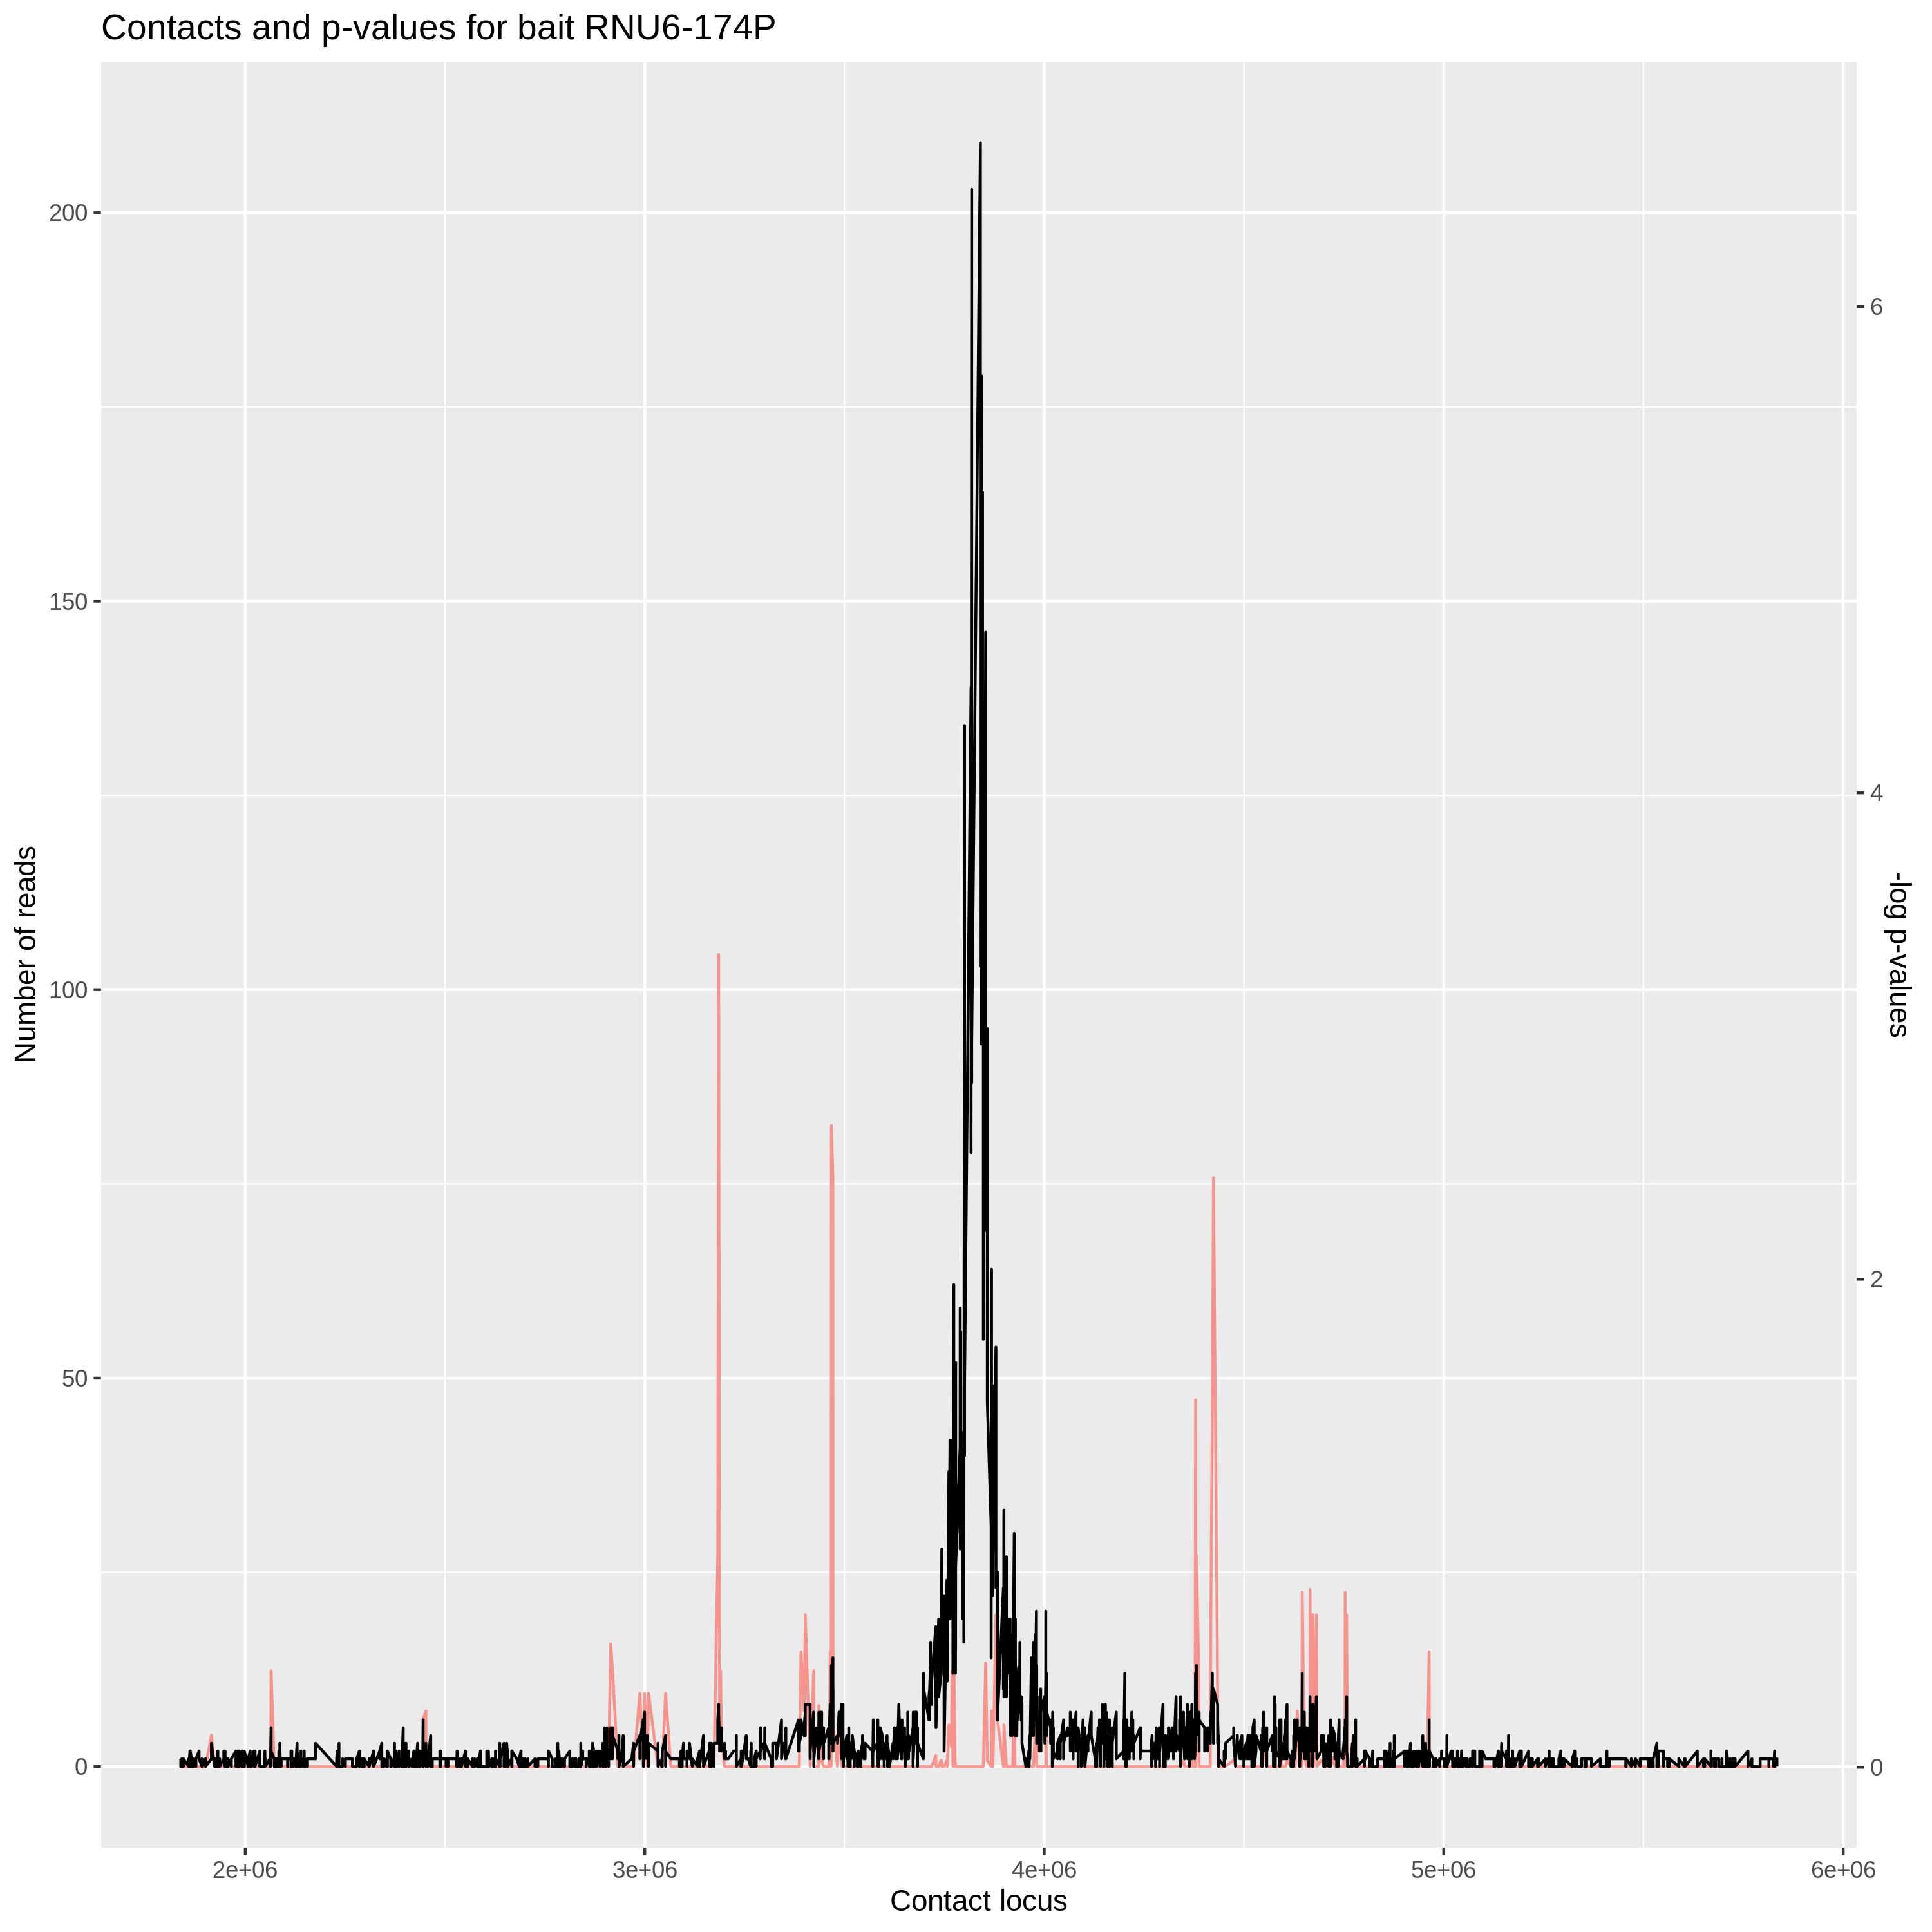 Contacts and p-values for bait RNU6-174P
200
150
100
50
0
Number of reads
6
4
2
0
-log p-values
2e+06
3e+06
4e+06
5e+06
6e+06
Contact locus